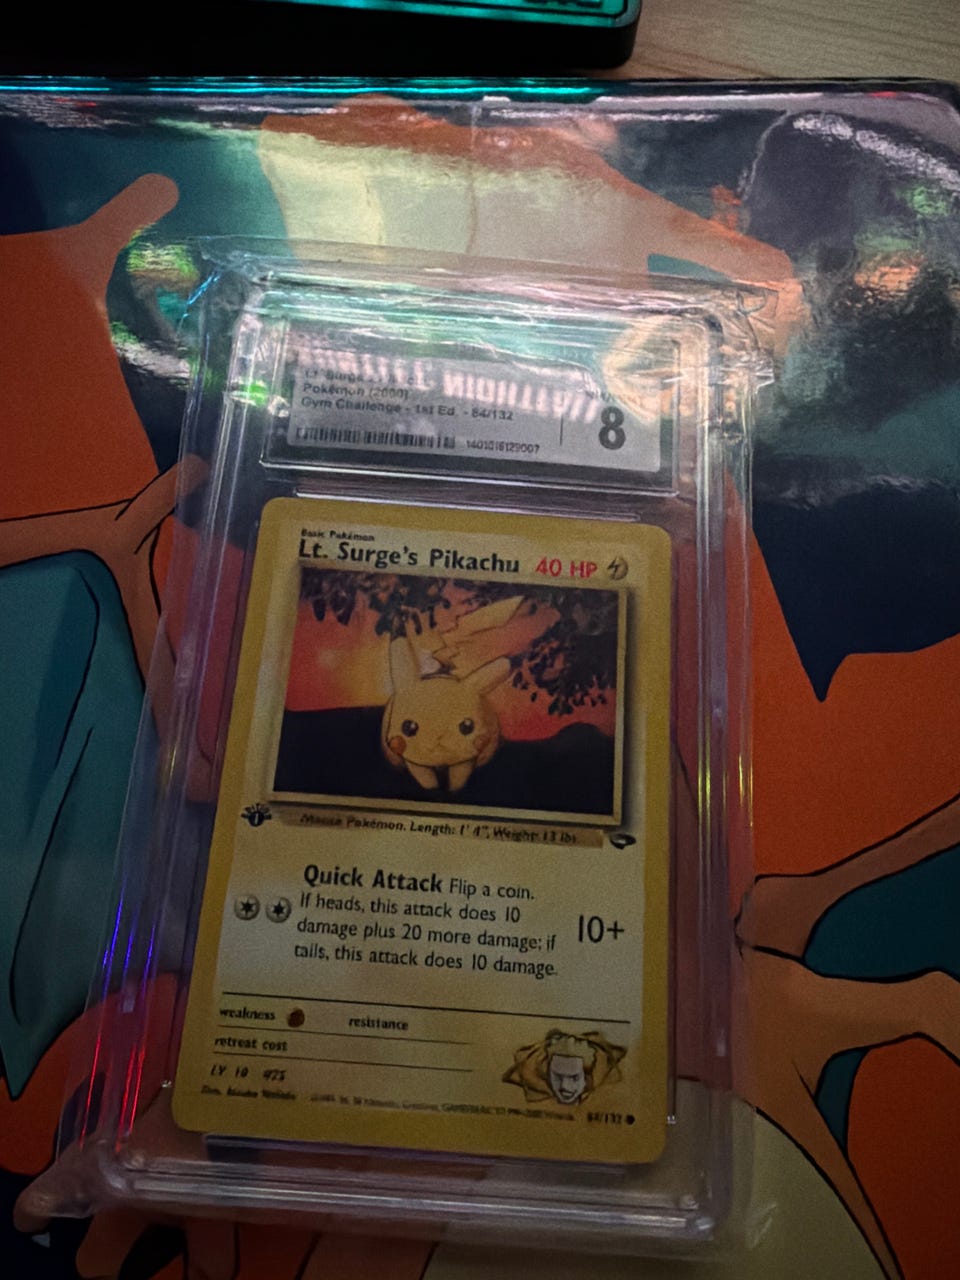 Lt. Surge's
Pokémon (2000)
Gym Challenge - 1st Ed. - 84/132
8
1401016129007
Basic Pokémon
Lt. Surge's Pikachu 40 HP
1
Mouse Pokémon. Length: 1' 4", Weight: 13 lbs.
Quick Attack Flip a coin.
If heads, this attack does 10
damage plus 20 more damage; if
tails, this attack does 10 damage.
10+
weakness resistance
retreat cost
LV. 10 #25
84/132